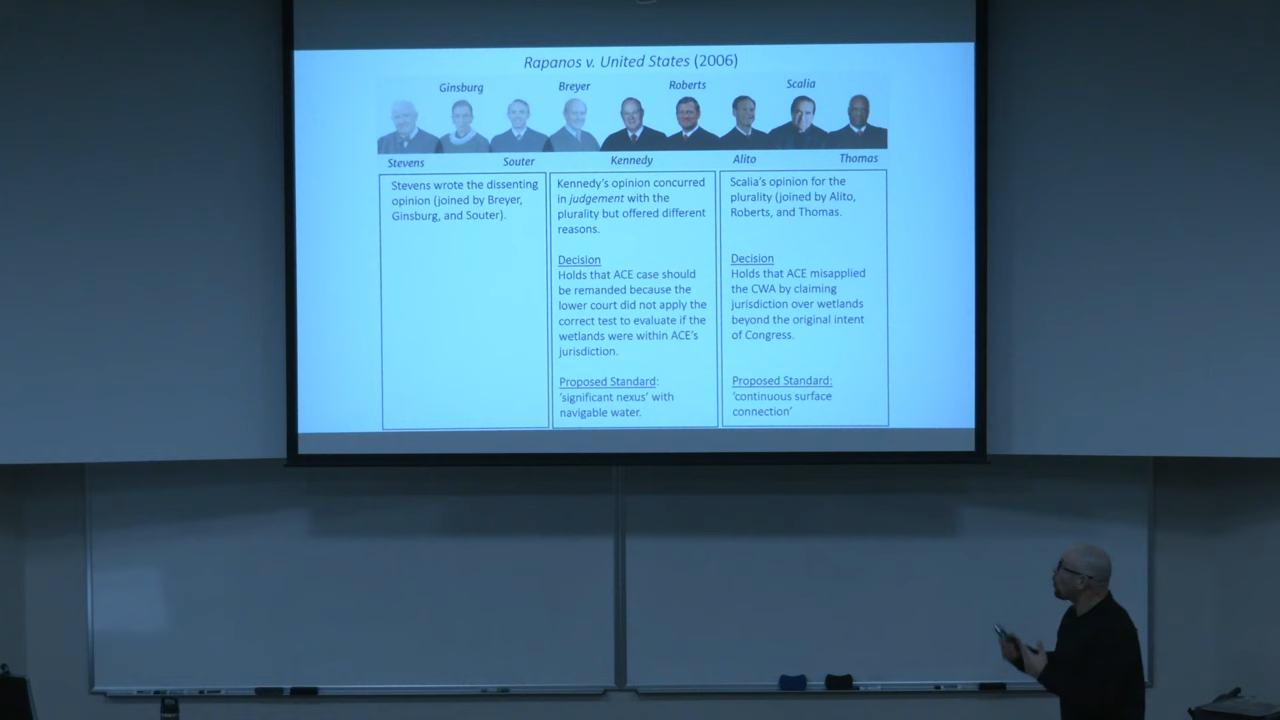 Rapanos v. United States (2006)
Ginsburg Breyer Roberts Scalia
Stevens Souter Kennedy Alito Thomas
Stevens wrote the dissenting
opinion (joined by Breyer,
Ginsburg, and Souter).
Kennedy's opinion concurred
in judgement with the
plurality but offered different
reasons.
Decision
Holds that ACE case should
be remanded because the
lower court did not apply the
correct test to evaluate if the
wetlands were within ACE's
jurisdiction.
Proposed Standard:
'significant nexus' with
navigable water.
Scalia's opinion for the
plurality (joined by Alito,
Roberts, and Thomas.
Decision
Holds that ACE misapplied
the CWA by claiming
jurisdiction over wetlands
beyond the original intent
of Congress.
Proposed Standard:
'continuous surface
connection'